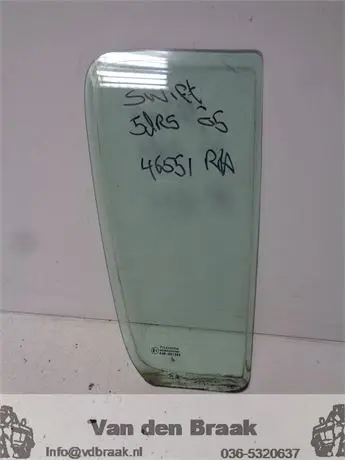 Swift
5DRS 05
46551 RA
Van den Braak
Info@vdbraak.nl
036-5320637